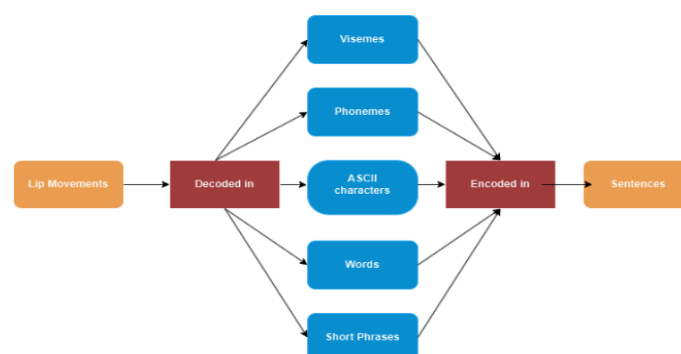 Visemes
Phonemes
Lip Movements
Decoded in
ASCII
characters
Encoded in
Sentences
Words
Short Phrases